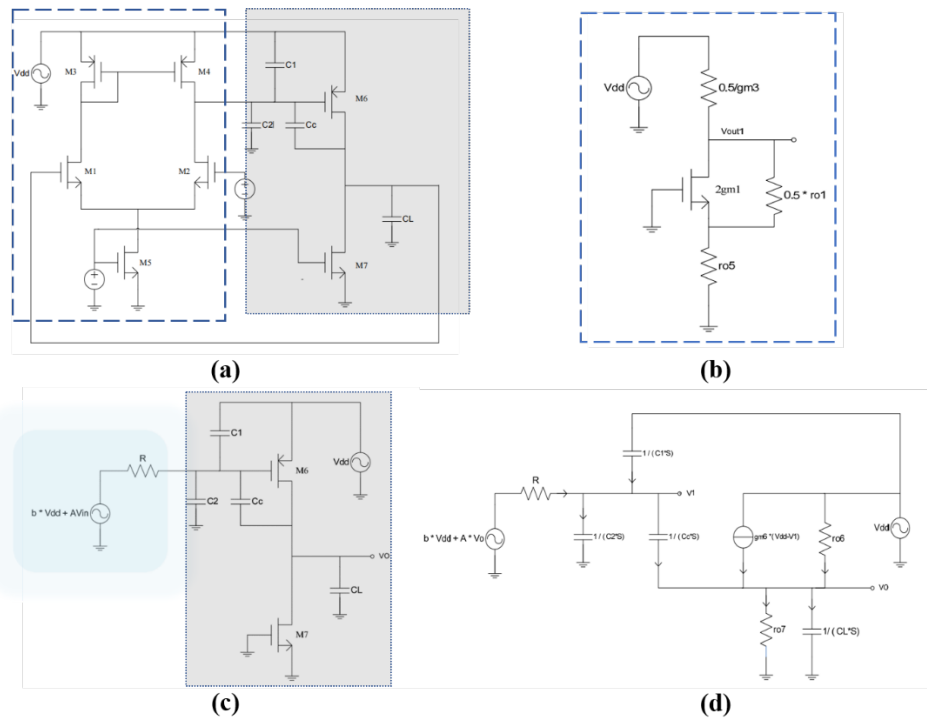 M3
M4
C1
Vdd
M6
C2
Cc
M1
M2
CL
M5
M7
(a)
Vdd
0.5/gm3
Vout1
2gm1
0.5 * ro1
ro5
(b)
R
C1
M6
Vdd
b * Vdd + AVin
C2
Cc
VO
CL
M7
(c)
1 / (C1*S)
R
V1
b * Vdd + A * Vo
1/ (C2*S)
1/ (Cc*S)
gm6 *(Vdd-V1)
ro6
Vdd
V0
ro7
1/ (CL*S)
(d)